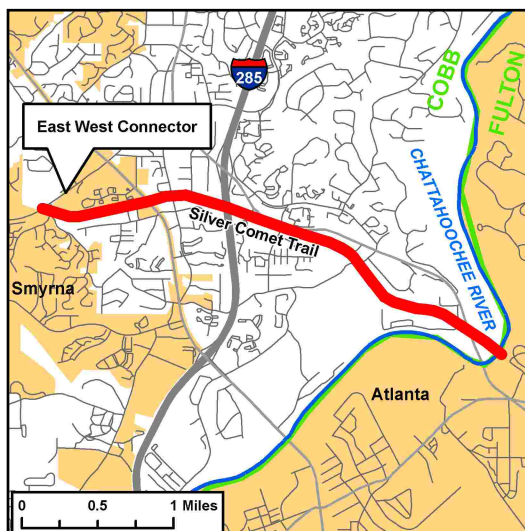 285
COBB
FULTON
East West Connector
CHATTAHOOCHEE RIVER
Silver Comet Trail
Smyrna
Atlanta
0 0.5 1 Miles